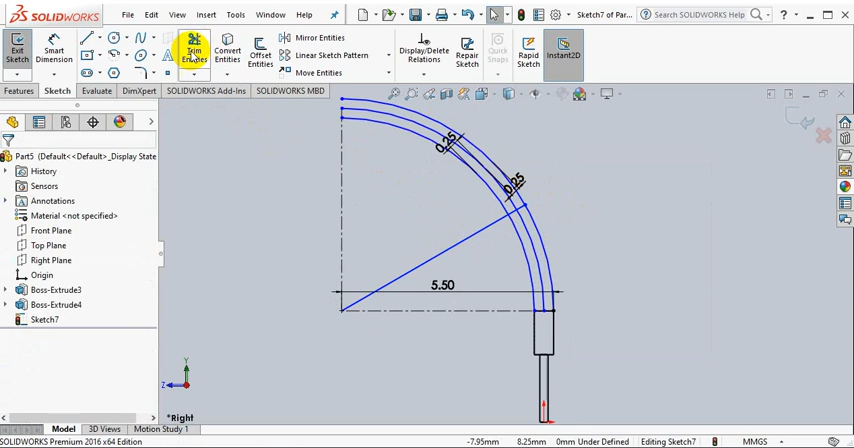 SOLIDWORKS File Edit View Insert Tools Window Help Sketch7 of Par... Search SOLIDWORKS Help
Exit Sketch Smart Dimension Trim Entities Convert Entities Offset Entities Mirror Entities Linear Sketch Pattern Move Entities Display/Delete Relations Repair Sketch Quick Snaps Rapid Sketch Instant2D
Features Sketch Evaluate DimXpert SOLIDWORKS Add-Ins SOLIDWORKS MBD
Part5 (Default<<Default>_Display State
History
Sensors
Annotations
Material <not specified>
Front Plane
Top Plane
Right Plane
Origin
Boss-Extrude3
Boss-Extrude4
Sketch7
0.25
0.25
5.50
Y
Z
*Right
Model 3D Views Motion Study 1
SOLIDWORKS Premium 2016 x64 Edition -7.95mm 8.25mm 0mm Under Defined Editing Sketch7 MMGS